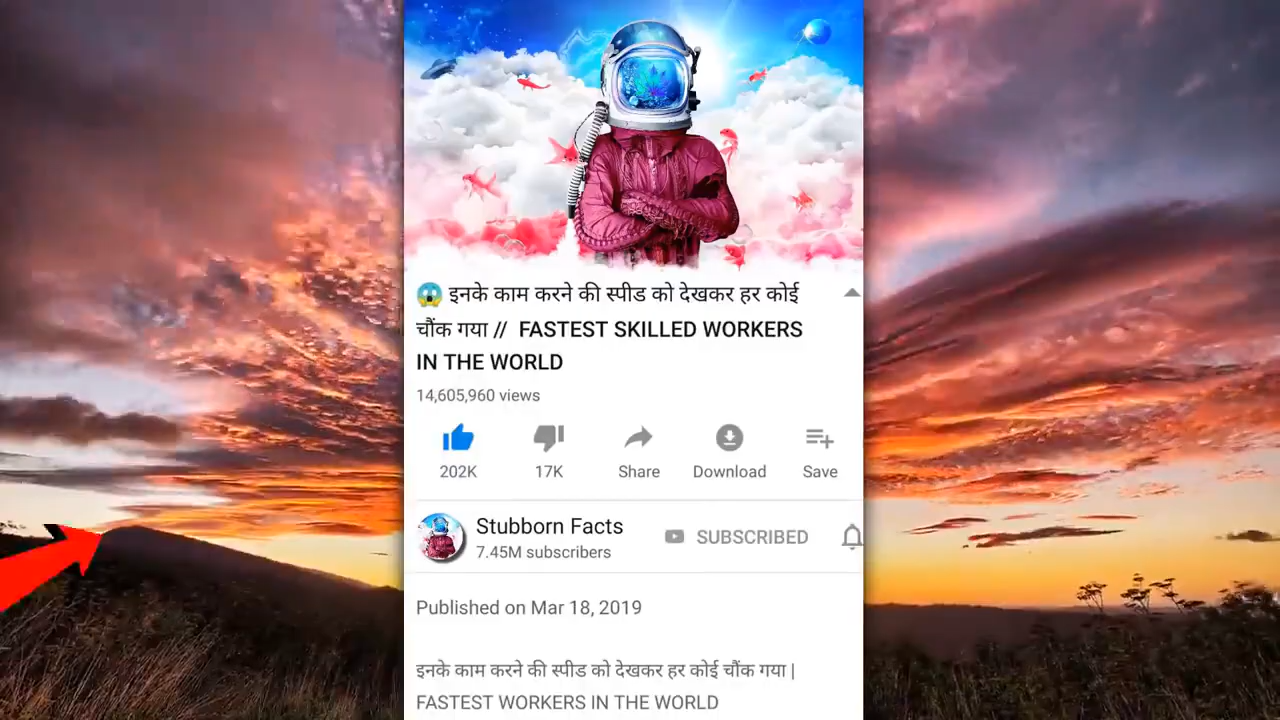 😱 इनके काम करने की स्पीड को देखकर हर कोई
चौंक गया // FASTEST SKILLED WORKERS
IN THE WORLD
14,605,960 views
202K 17K Share Download Save
Stubborn Facts
7.45M subscribers
SUBSCRIBED
Published on Mar 18, 2019
इनके काम करने की स्पीड को देखकर हर कोई चौंक गया |
FASTEST WORKERS IN THE WORLD